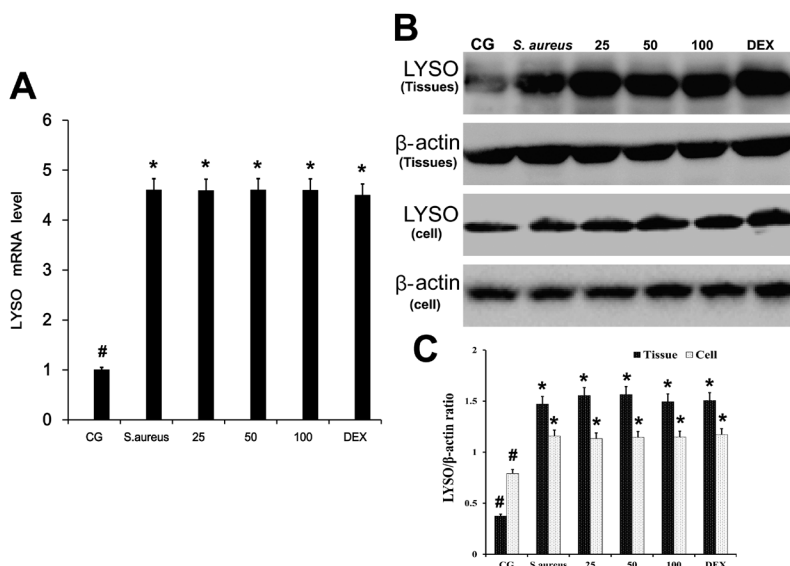 A
LYSO mRNA level
6
5
4
3
2
1
0
#
*
*
*
*
*
CG S.aureus 25 50 100 DEX
B
CG S. aureus 25 50 100 DEX
LYSO
(Tissues)
β-actin
(Tissues)
LYSO
(cell)
β-actin
(cell)
C
Tissue Cell
LYSO/β-actin ratio
2
1.5
1
0.5
0
# #
* *
* *
* *
* *
* *
CG S.aureus 25 50 100 DEX